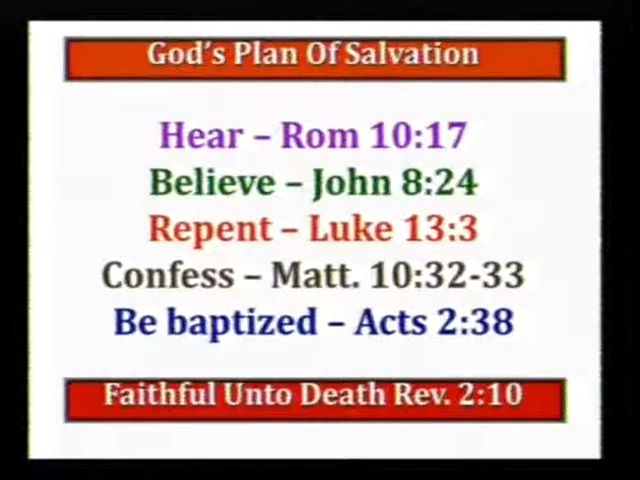 God's Plan Of Salvation
Hear – Rom 10:17
Believe – John 8:24
Repent – Luke 13:3
Confess – Matt. 10:32-33
Be baptized – Acts 2:38
Faithful Unto Death Rev. 2:10